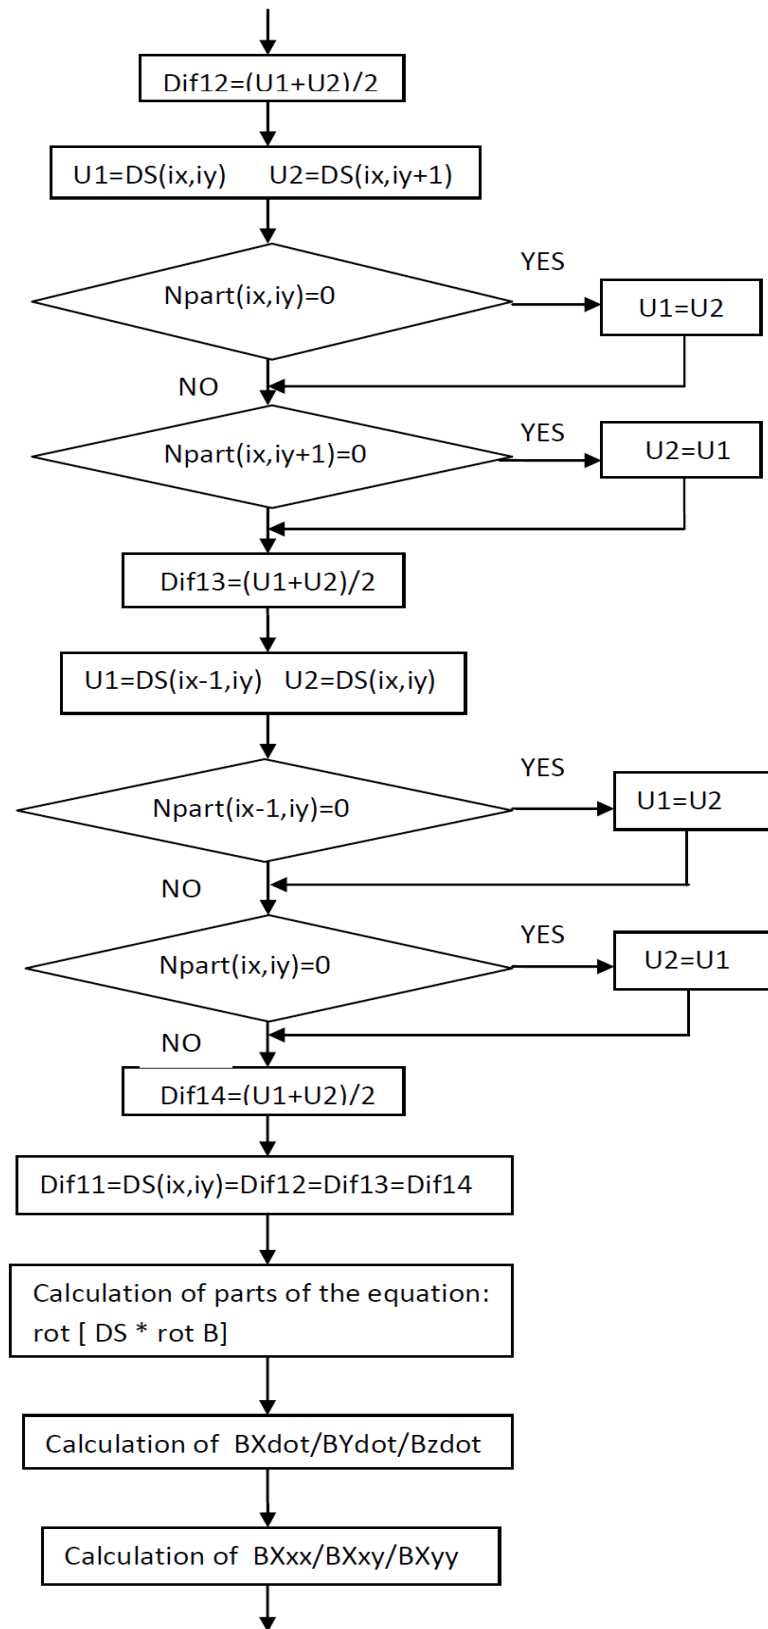 Dif12=(U1+U2)/2
U1=DS(ix,iy) U2=DS(ix,iy+1)
YES
Npart(ix,iy)=0
U1=U2
NO
YES
Npart(ix,iy+1)=0
U2=U1
Dif13=(U1+U2)/2
U1=DS(ix-1,iy) U2=DS(ix,iy)
YES
Npart(ix-1,iy)=0
U1=U2
NO
YES
Npart(ix,iy)=0
U2=U1
NO
Dif14=(U1+U2)/2
Dif11=DS(ix,iy)=Dif12=Dif13=Dif14
Calculation of parts of the equation:
rot [ DS * rot B]
Calculation of BXdot/BYdot/Bzdot
Calculation of BXxx/BXxy/BXyy